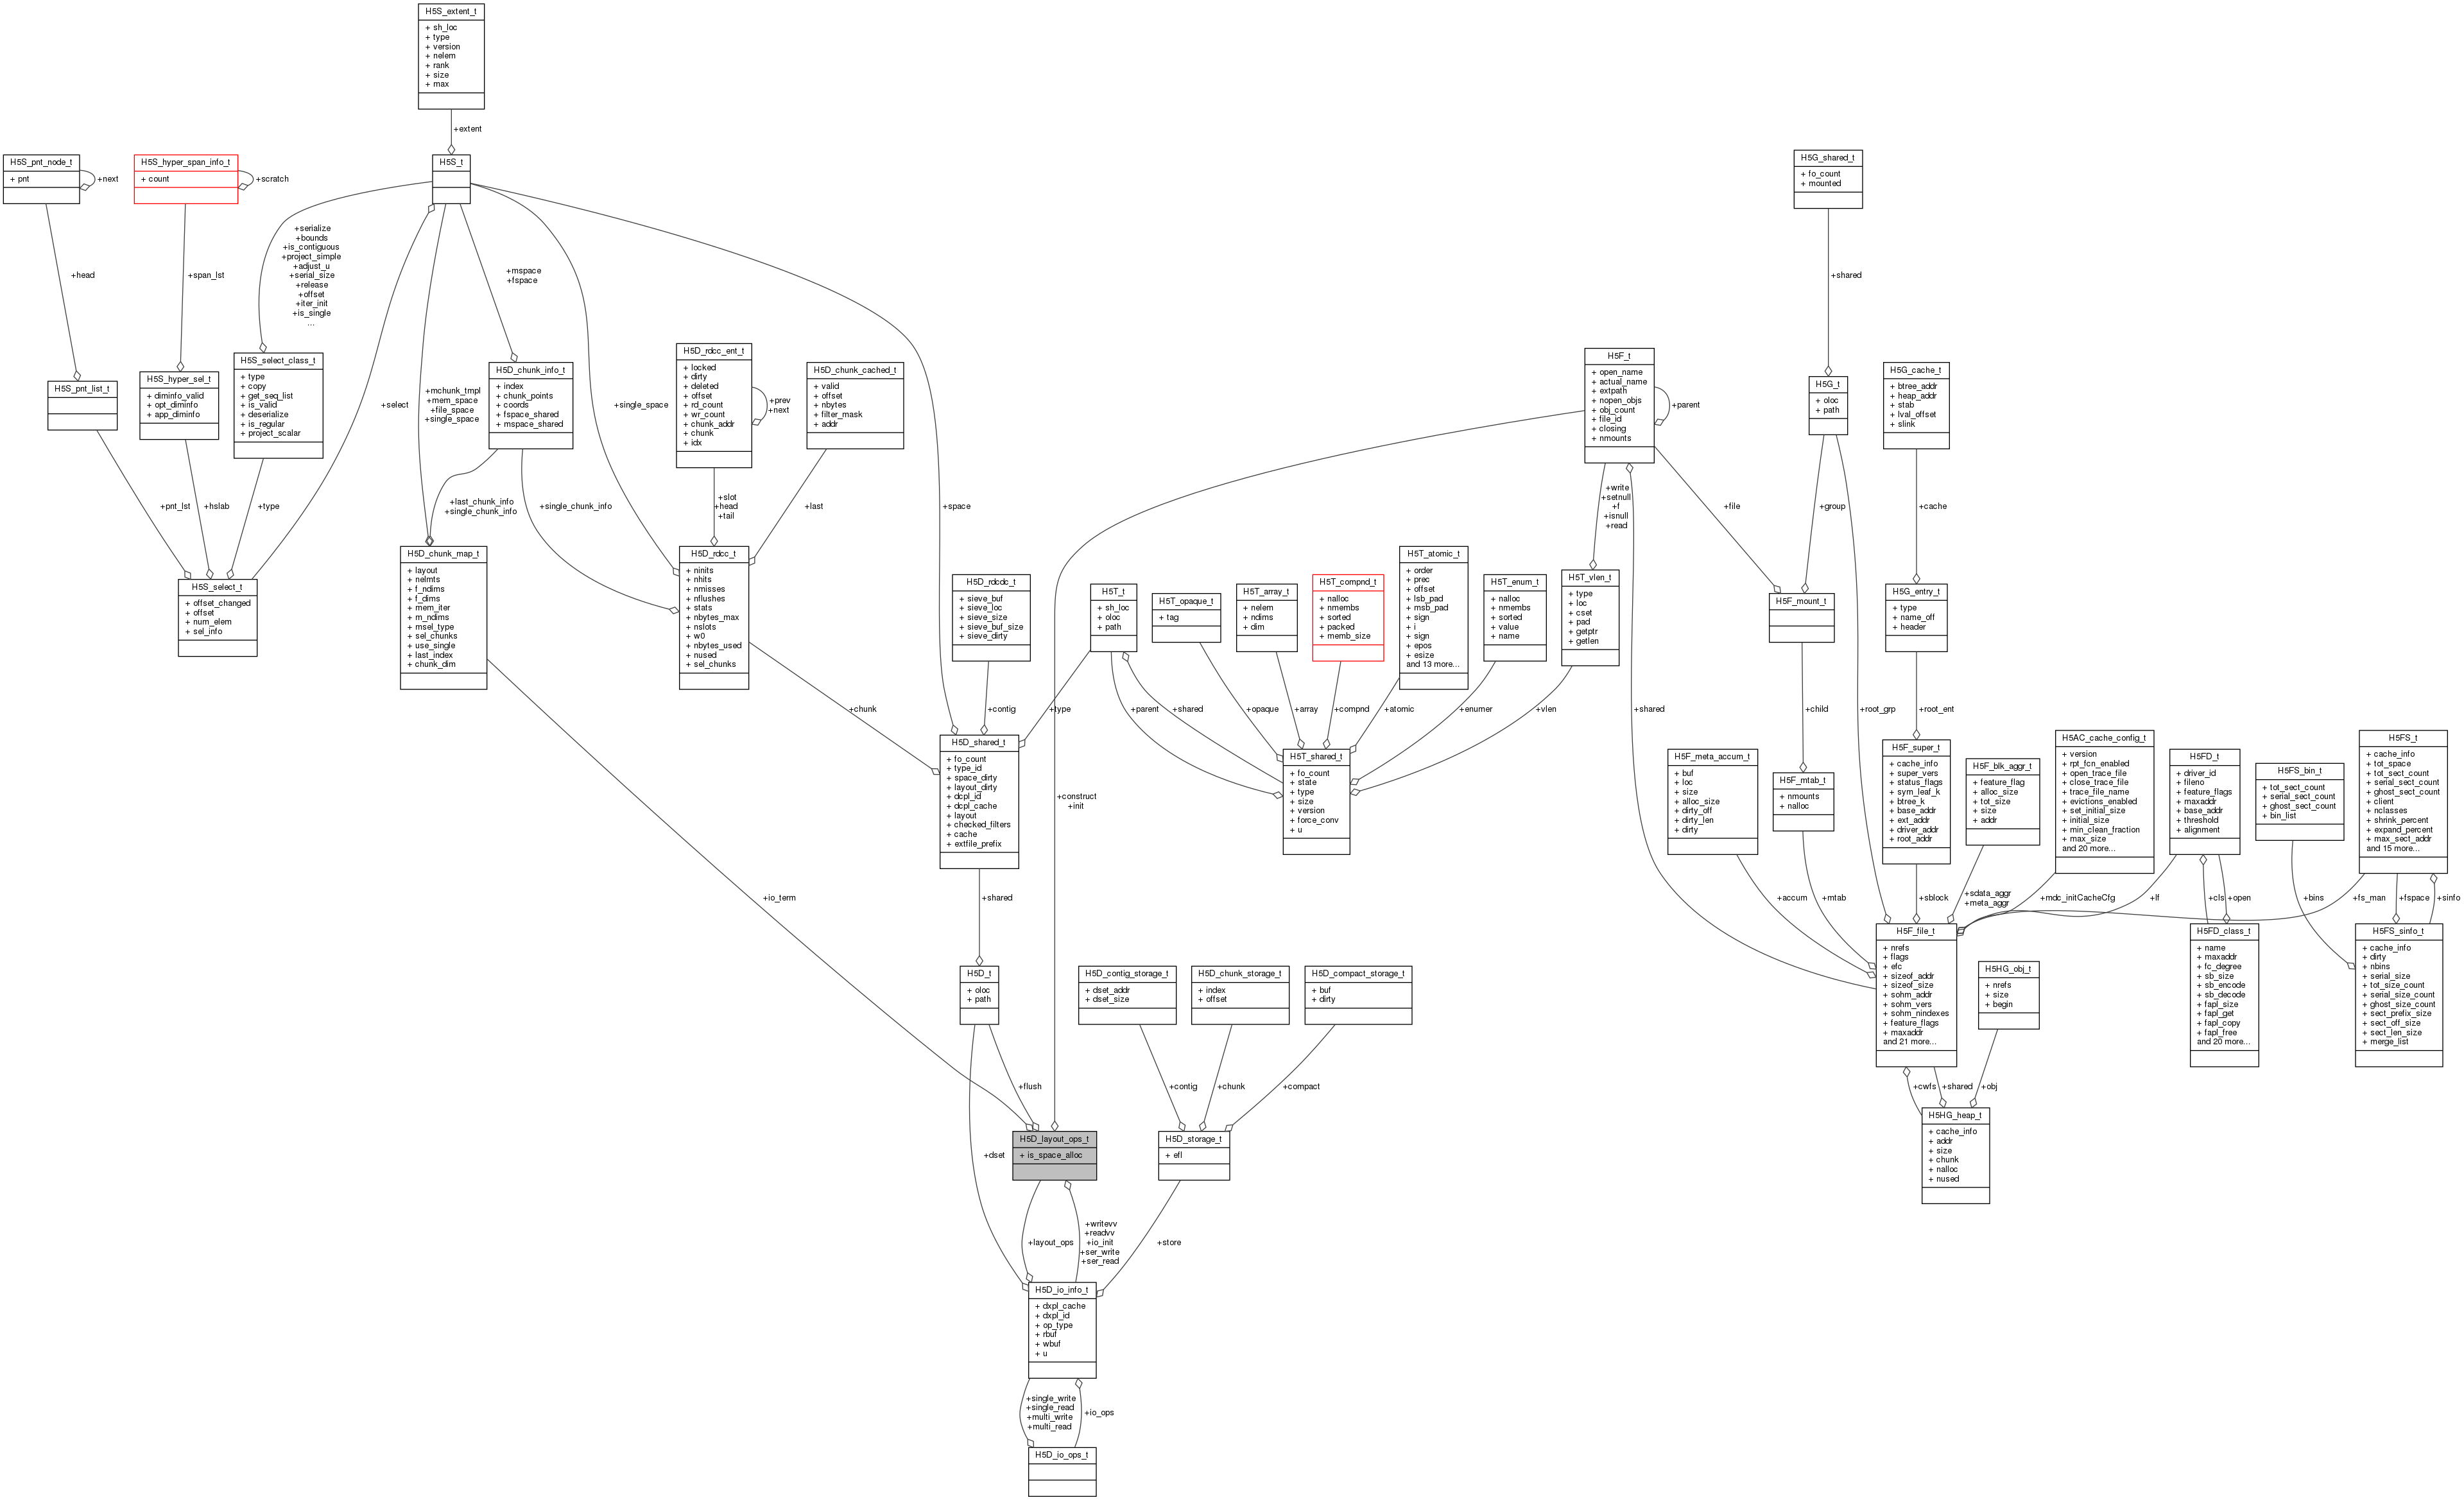 H5S_extent_t
+ sh_loc
+ type
+ version
+ nelem
+ rank
+ size
+ max
+extent
H5S_pnt_node_t
+ pnt
+next
H5S_hyper_span_info_t
+ count
+scratch
H5S_t
H5G_shared_t
+ fo_count
+ mounted
+head
+span_lst
+serialize
+bounds
+is_contiguous
+project_simple
+adjust_u
+serial_size
+release
+offset
+iter_init
+is_single
...
+mspace
+fspace
+shared
H5S_pnt_list_t
H5S_hyper_sel_t
+ diminfo_valid
+ opt_diminfo
+ app_diminfo
H5S_select_class_t
+ type
+ copy
+ get_seq_list
+ is_valid
+ deserialize
+ is_regular
+ project_scalar
+select
+mchunk_tmpl
+mem_space
+file_space
+single_space
H5D_chunk_info_t
+ index
+ chunk_points
+ coords
+ fspace_shared
+ mspace_shared
+single_space
H5D_rdcc_ent_t
+ locked
+ dirty
+ deleted
+ offset
+ rd_count
+ wr_count
+ chunk_addr
+ chunk
+ idx
+prev
+next
H5D_chunk_cached_t
+ valid
+ offset
+ nbytes
+ filter_mask
+ addr
H5F_t
+ open_name
+ actual_name
+ extpath
+ nopen_objs
+ obj_count
+ file_id
+ closing
+ nmounts
+parent
H5G_t
+ oloc
+ path
H5G_cache_t
+ btree_addr
+ heap_addr
+ stab
+ lval_offset
+ slink
+pnt_lst
+hslab
+type
+last_chunk_info
+single_chunk_info
+single_chunk_info
+slot
+head
+tail
+last
+space
+write
+setnull
+f
+isnull
+read
+file
+group
+cache
H5S_select_t
+ offset_changed
+ offset
+ num_elem
+ sel_info
H5D_chunk_map_t
+ layout
+ nelmts
+ f_ndims
+ f_dims
+ mem_iter
+ m_ndims
+ msel_type
+ sel_chunks
+ use_single
+ last_index
+ chunk_dim
H5D_rdcc_t
+ ninits
+ nhits
+ nmisses
+ nflushes
+ stats
+ nbytes_max
+ nslots
+ w0
+ nbytes_used
+ nused
+ sel_chunks
H5D_rdcdc_t
+ sieve_buf
+ sieve_loc
+ sieve_size
+ sieve_buf_size
+ sieve_dirty
H5T_t
+ sh_loc
+ oloc
+ path
H5T_opaque_t
+ tag
H5T_array_t
+ nelem
+ ndims
+ dim
H5T_compnd_t
+ nalloc
+ nmembs
+ sorted
+ packed
+ memb_size
H5T_atomic_t
+ order
+ prec
+ offset
+ lsb_pad
+ msb_pad
+ sign
+ i
+ sign
+ epos
+ esize
and 13 more...
H5T_enum_t
+ nalloc
+ nmembs
+ sorted
+ value
+ name
H5T_vlen_t
+ type
+ loc
+ cset
+ pad
+ getptr
+ getlen
H5F_mount_t
H5G_entry_t
+ type
+ name_off
+ header
+chunk
+contig
+type
+parent
+shared
+opaque
+array
+compnd
+atomic
+enumer
+vlen
+shared
+child
+root_grp
+root_ent
H5D_shared_t
+ fo_count
+ type_id
+ space_dirty
+ layout_dirty
+ dcpl_id
+ dcpl_cache
+ layout
+ checked_filters
+ cache
+ extfile_prefix
+construct
+init
H5T_shared_t
+ fo_count
+ state
+ type
+ size
+ version
+ force_conv
+ u
H5F_meta_accum_t
+ buf
+ loc
+ size
+ alloc_size
+ dirty_off
+ dirty_len
+ dirty
H5F_mtab_t
+ nmounts
+ nalloc
H5F_super_t
+ cache_info
+ super_vers
+ status_flags
+ sym_leaf_k
+ btree_k
+ base_addr
+ ext_addr
+ driver_addr
+ root_addr
H5F_blk_aggr_t
+ feature_flag
+ alloc_size
+ tot_size
+ size
+ addr
H5AC_cache_config_t
+ version
+ rpt_fcn_enabled
+ open_trace_file
+ close_trace_file
+ trace_file_name
+ evictions_enabled
+ set_initial_size
+ initial_size
+ min_clean_fraction
+ max_size
and 20 more...
H5FD_t
+ driver_id
+ fileno
+ feature_flags
+ maxaddr
+ base_addr
+ threshold
+ alignment
H5FS_bin_t
+ tot_sect_count
+ serial_sect_count
+ ghost_sect_count
+ bin_list
H5FS_t
+ cache_info
+ tot_space
+ tot_sect_count
+ serial_sect_count
+ ghost_sect_count
+ client
+ nclasses
+ shrink_percent
+ expand_percent
+ max_sect_addr
and 15 more...
+io_term
+shared
+accum
+mtab
+sblock
+sdata_aggr
+meta_aggr
+mdc_initCacheCfg
+lf
+cls
+open
+bins
+fs_man
+fspace
+sinfo
H5D_t
+ oloc
+ path
H5D_contig_storage_t
+ dset_addr
+ dset_size
H5D_chunk_storage_t
+ index
+ offset
H5D_compact_storage_t
+ buf
+ dirty
H5F_file_t
+ nrefs
+ flags
+ efc
+ sizeof_addr
+ sizeof_size
+ sohm_addr
+ sohm_vers
+ sohm_nindexes
+ feature_flags
+ maxaddr
and 21 more...
H5HG_obj_t
+ nrefs
+ size
+ begin
H5FD_class_t
+ name
+ maxaddr
+ fc_degree
+ sb_size
+ sb_encode
+ sb_decode
+ fapl_size
+ fapl_get
+ fapl_copy
+ fapl_free
and 20 more...
H5FS_sinfo_t
+ cache_info
+ dirty
+ nbins
+ serial_size
+ tot_size_count
+ serial_size_count
+ ghost_size_count
+ sect_prefix_size
+ sect_off_size
+ sect_len_size
+ merge_list
+flush
+contig
+chunk
+compact
+cwfs
+shared
+obj
+dset
H5D_layout_ops_t
+ is_space_alloc
H5D_storage_t
+ efl
H5HG_heap_t
+ cache_info
+ addr
+ size
+ chunk
+ nalloc
+ nused
+layout_ops
+writevv
+readvv
+io_init
+ser_write
+ser_read
+store
H5D_io_info_t
+ dxpl_cache
+ dxpl_id
+ op_type
+ rbuf
+ wbuf
+ u
+single_write
+single_read
+multi_write
+multi_read
+io_ops
H5D_io_ops_t